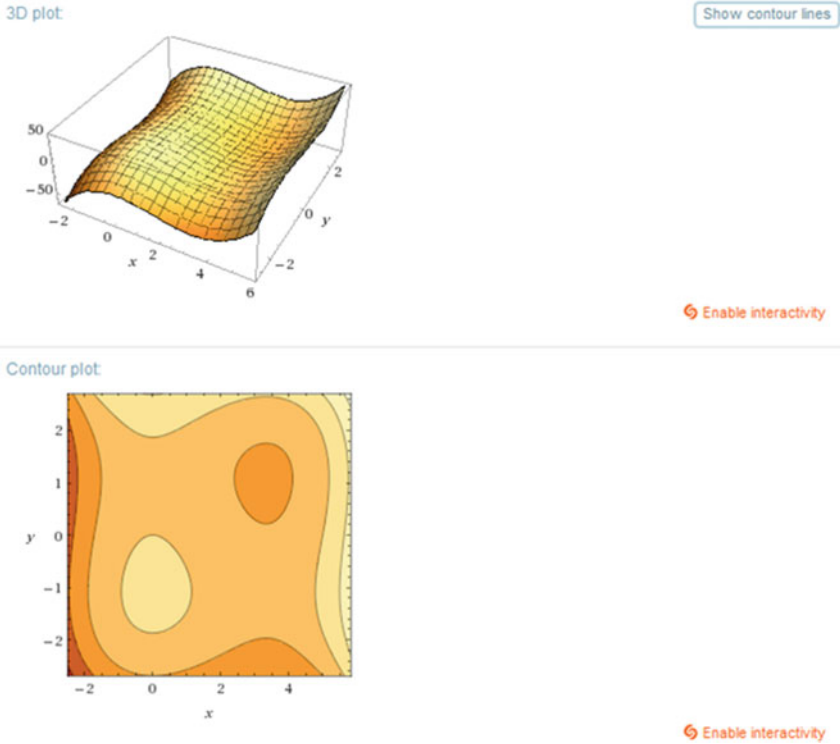 3D plot:
Show contour lines
50
0
−50
−2
0
2
4
6
x
2
0
−2
y
Enable interactivity
Contour plot:
2
1
0
−1
−2
y
−2
0
2
4
x
Enable interactivity